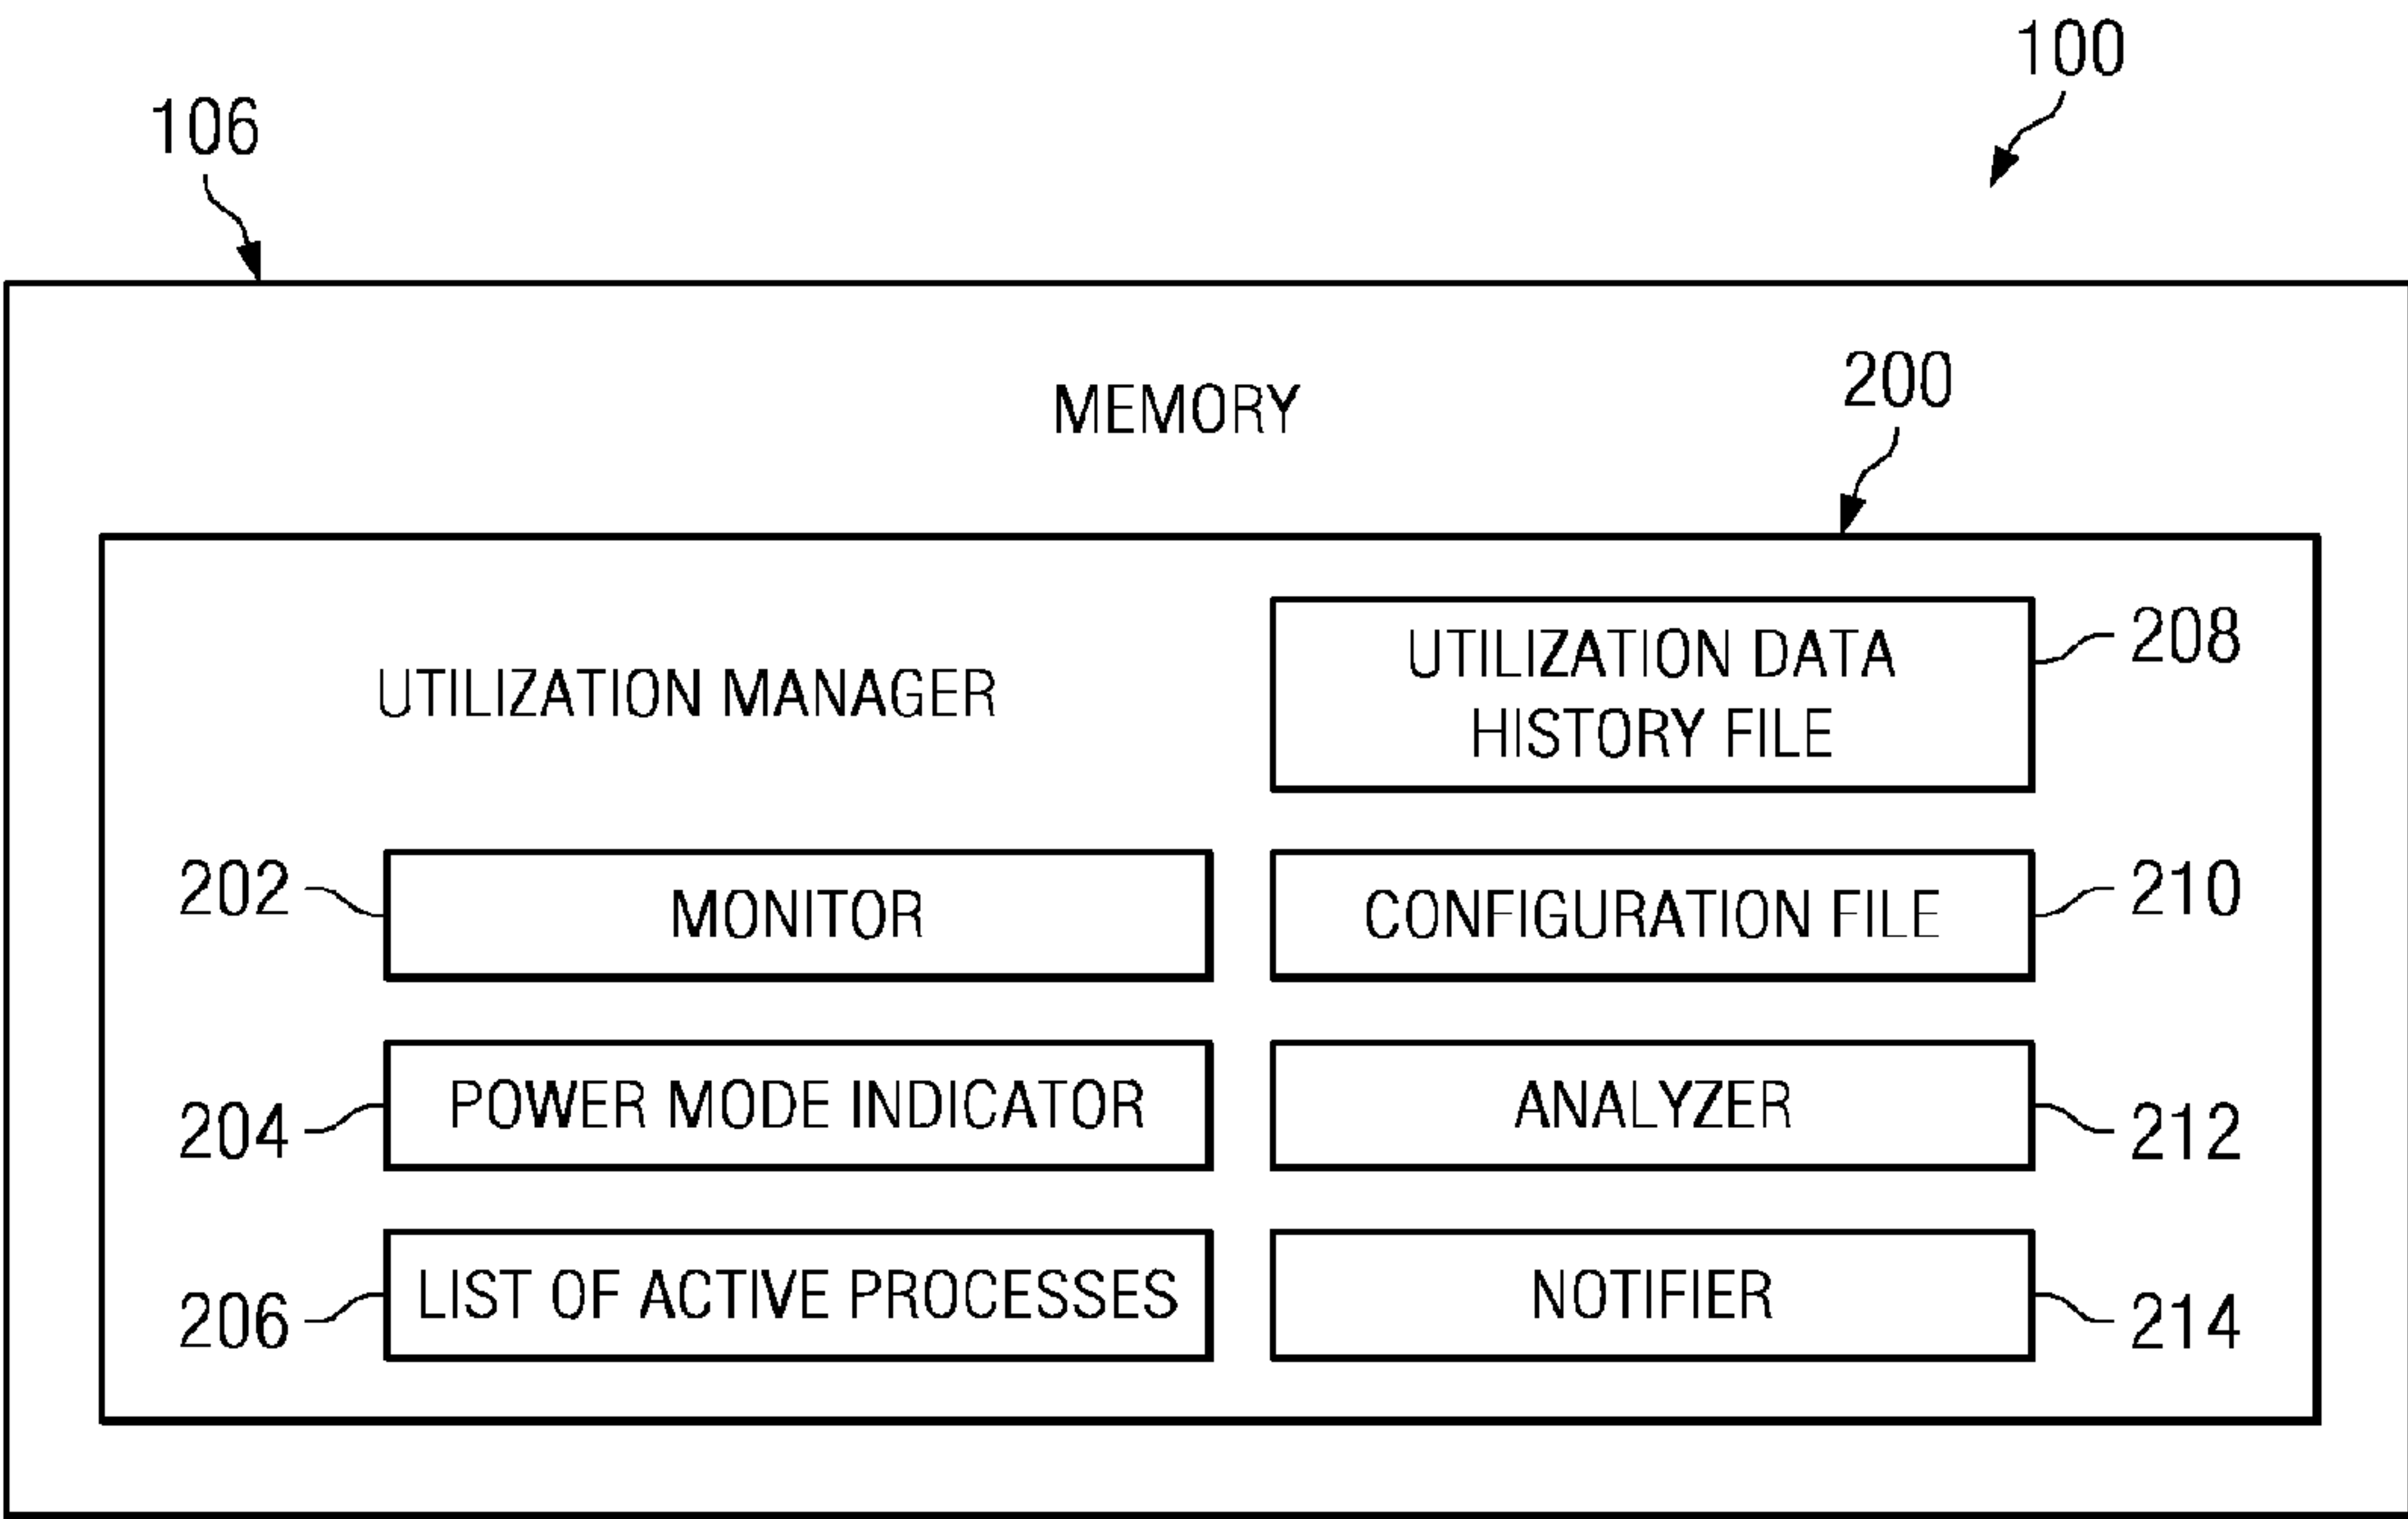 100
106
MEMORY
200
UTILIZATION MANAGER
UTILIZATION DATA
HISTORY FILE
208
202
MONITOR
CONFIGURATION FILE
210
204
POWER MODE INDICATOR
ANALYZER
212
206
LIST OF ACTIVE PROCESSES
NOTIFIER
214